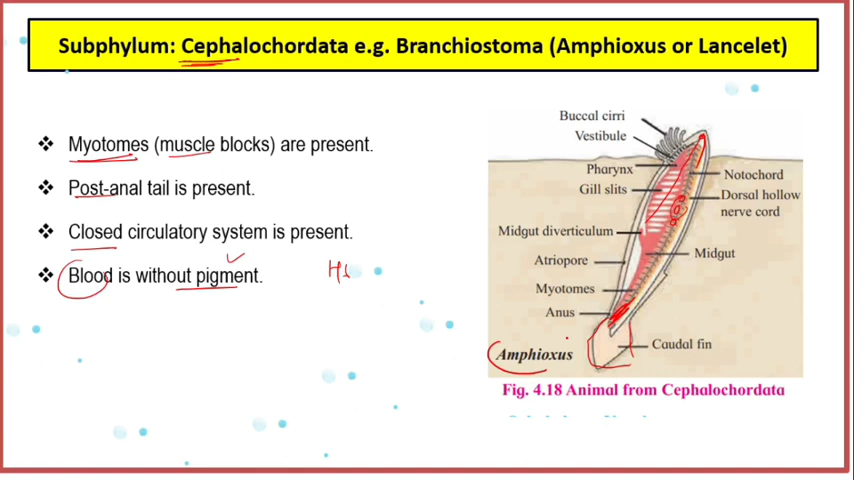 Subphylum: Cephalochordata e.g. Branchiostoma (Amphioxus or Lancelet)
❖ Myotomes (muscle blocks) are present.
❖ Post-anal tail is present.
❖ Closed circulatory system is present.
❖ Blood is without pigment.
Buccal cirri
Vestibule
Pharynx
Gill slits
Midgut diverticulum
Atriopore
Myotomes
Anus
Notochord
Dorsal hollow
nerve cord
Midgut
Caudal fin
Amphioxus
Fig. 4.18 Animal from Cephalochordata